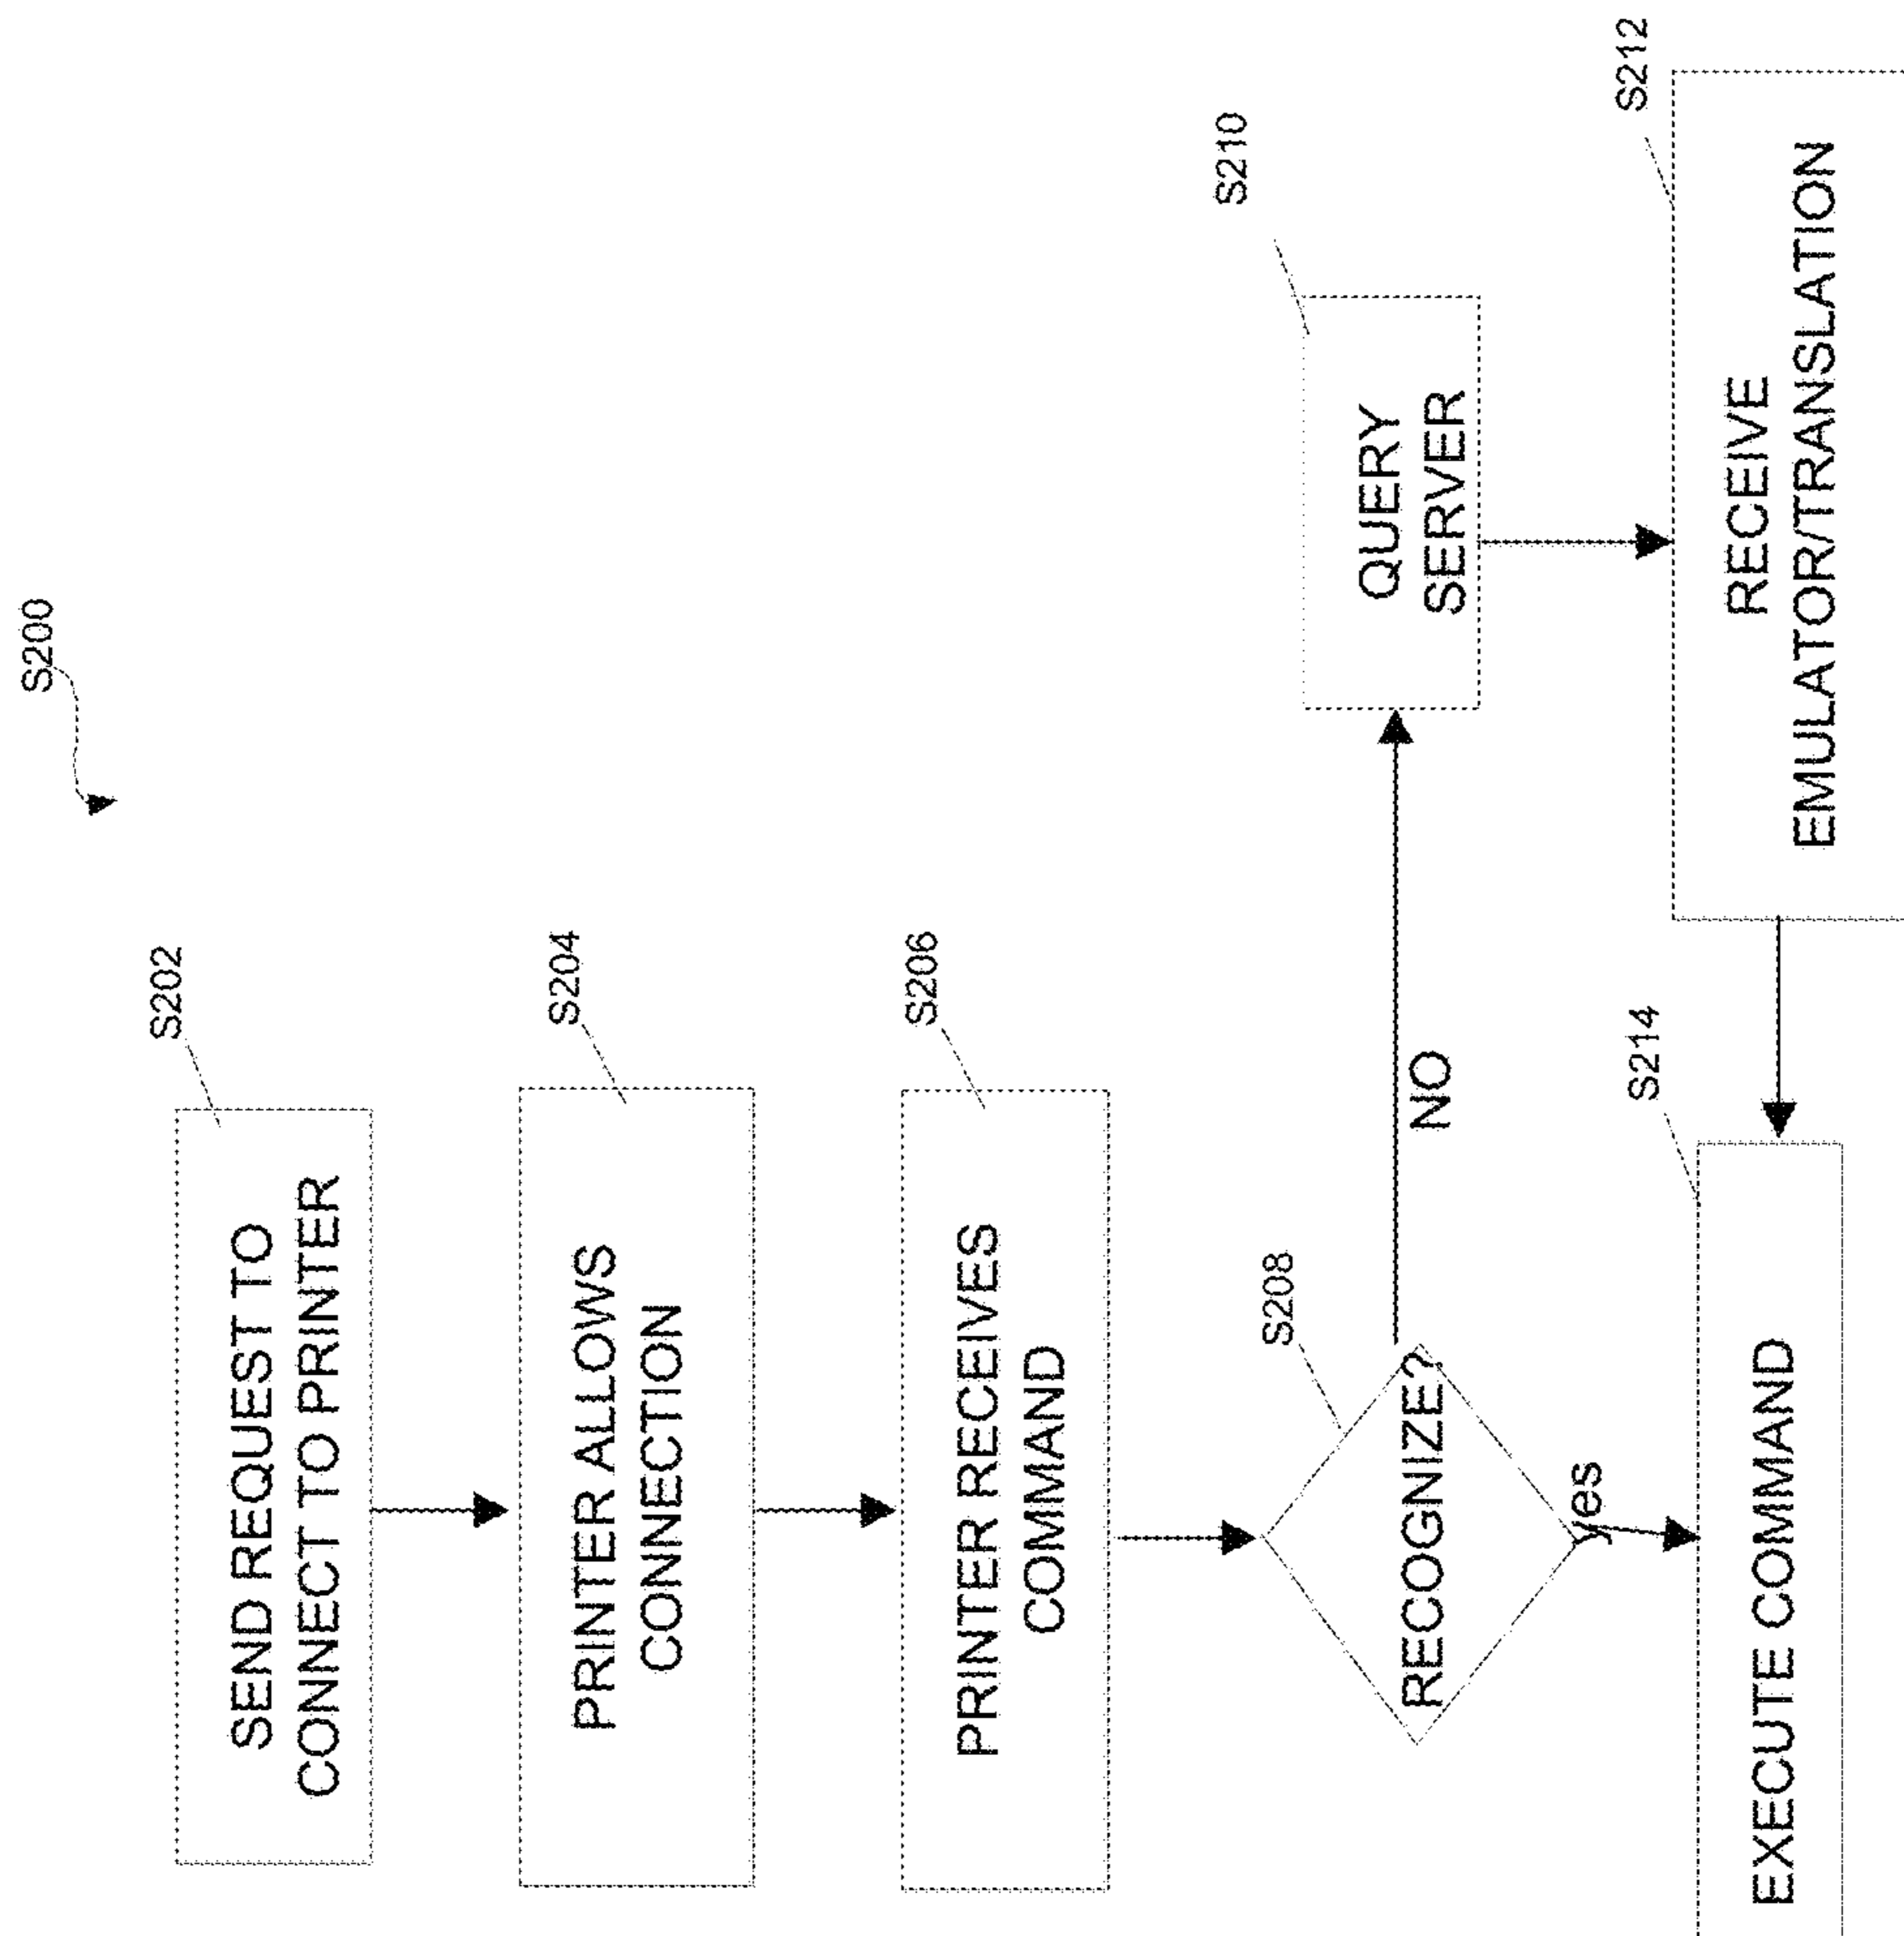 S200
S202
SEND REQUEST TO
CONNECT TO PRINTER
S204
PRINTER ALLOWS
CONNECTION
S206
PRINTER RECEIVES
COMMAND
S208
RECOGNIZE?
NO
yes
S210
QUERY
SERVER
S212
RECEIVE
EMULATOR/TRANSLATION
S214
EXECUTE COMMAND